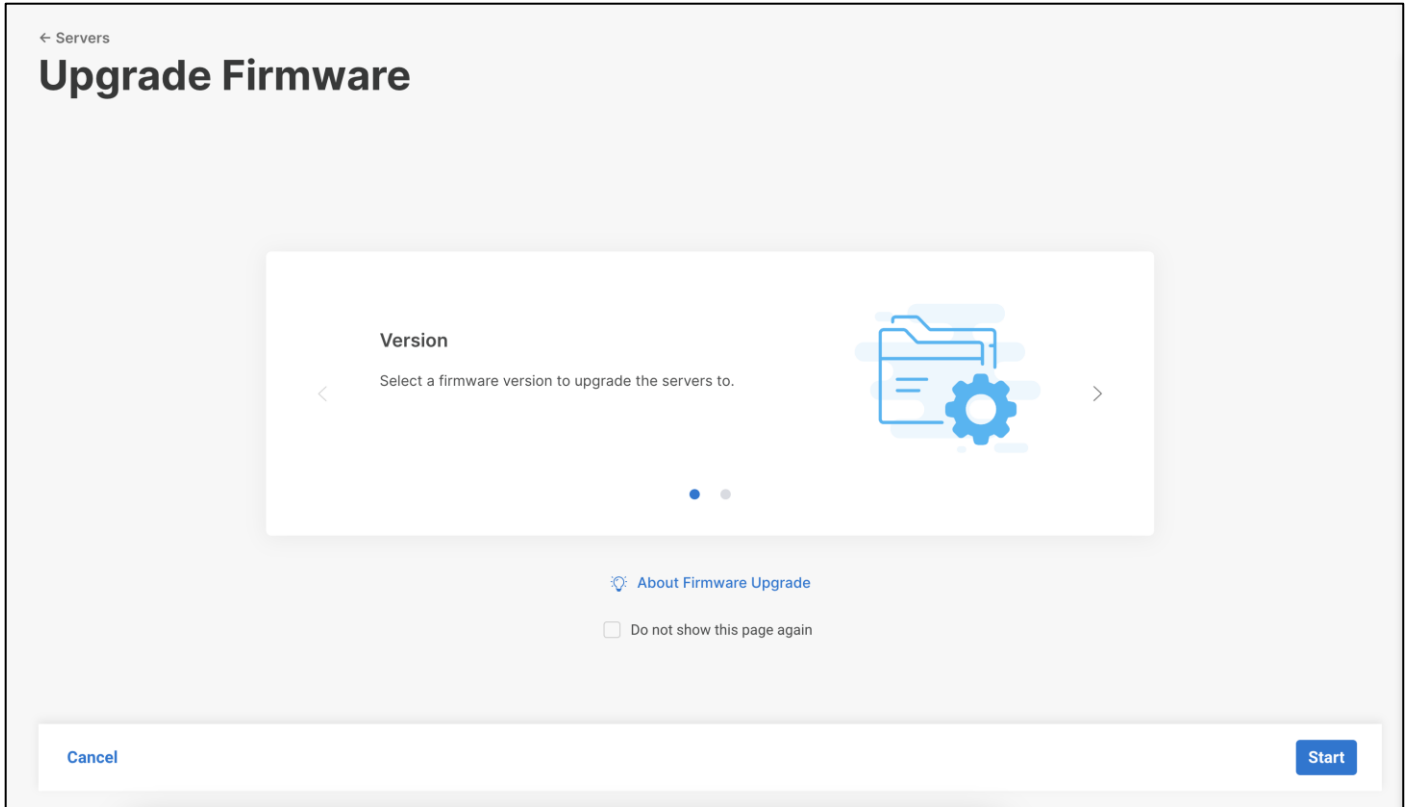 ← Servers
Upgrade Firmware
Version
Select a firmware version to upgrade the servers to.
About Firmware Upgrade
Do not show this page again
Cancel
Start